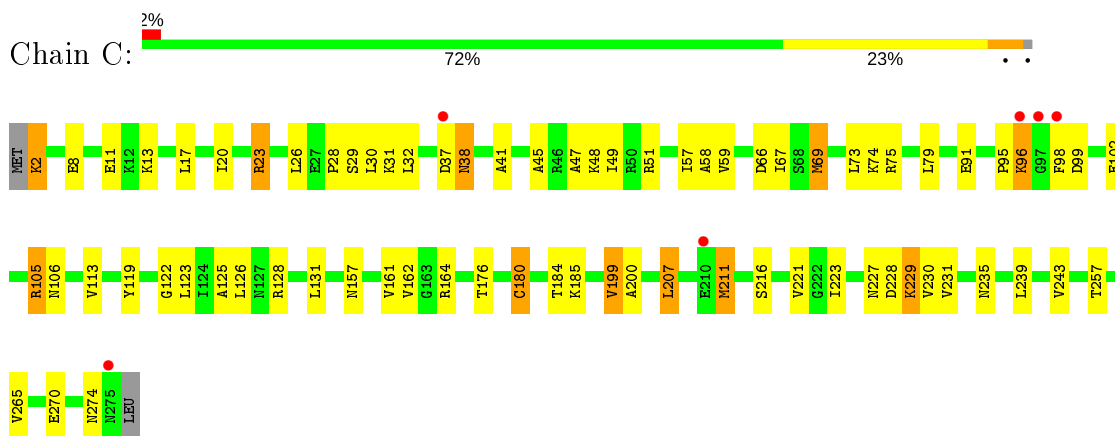 2%
Chain C:
72% 23% • •
MET K2 E8 E11 K12 K13 L17 I20 R23 L26 E27 P28 S29 L30 K31 L32 D37 N38 A41 A45 R46 A47 K48 I49 R50 R51 I57 A58 V59 D66 I67 S68 M69 L73 K74 R75 L79 E91 P95 K96 G97 F98 D99
R105 N106 V113 Y119 G122 L123 I124 A125 L126 N127 R128 L131 N157 V161 V162 G163 R164 T176 C180 T184 K185 V199 A200 L207 E210 M211 S216 V221 G222 I223 N227 D228 K229 V230 V231 N235 L239 V243 T257
V265 E270 N274 N275 LEU